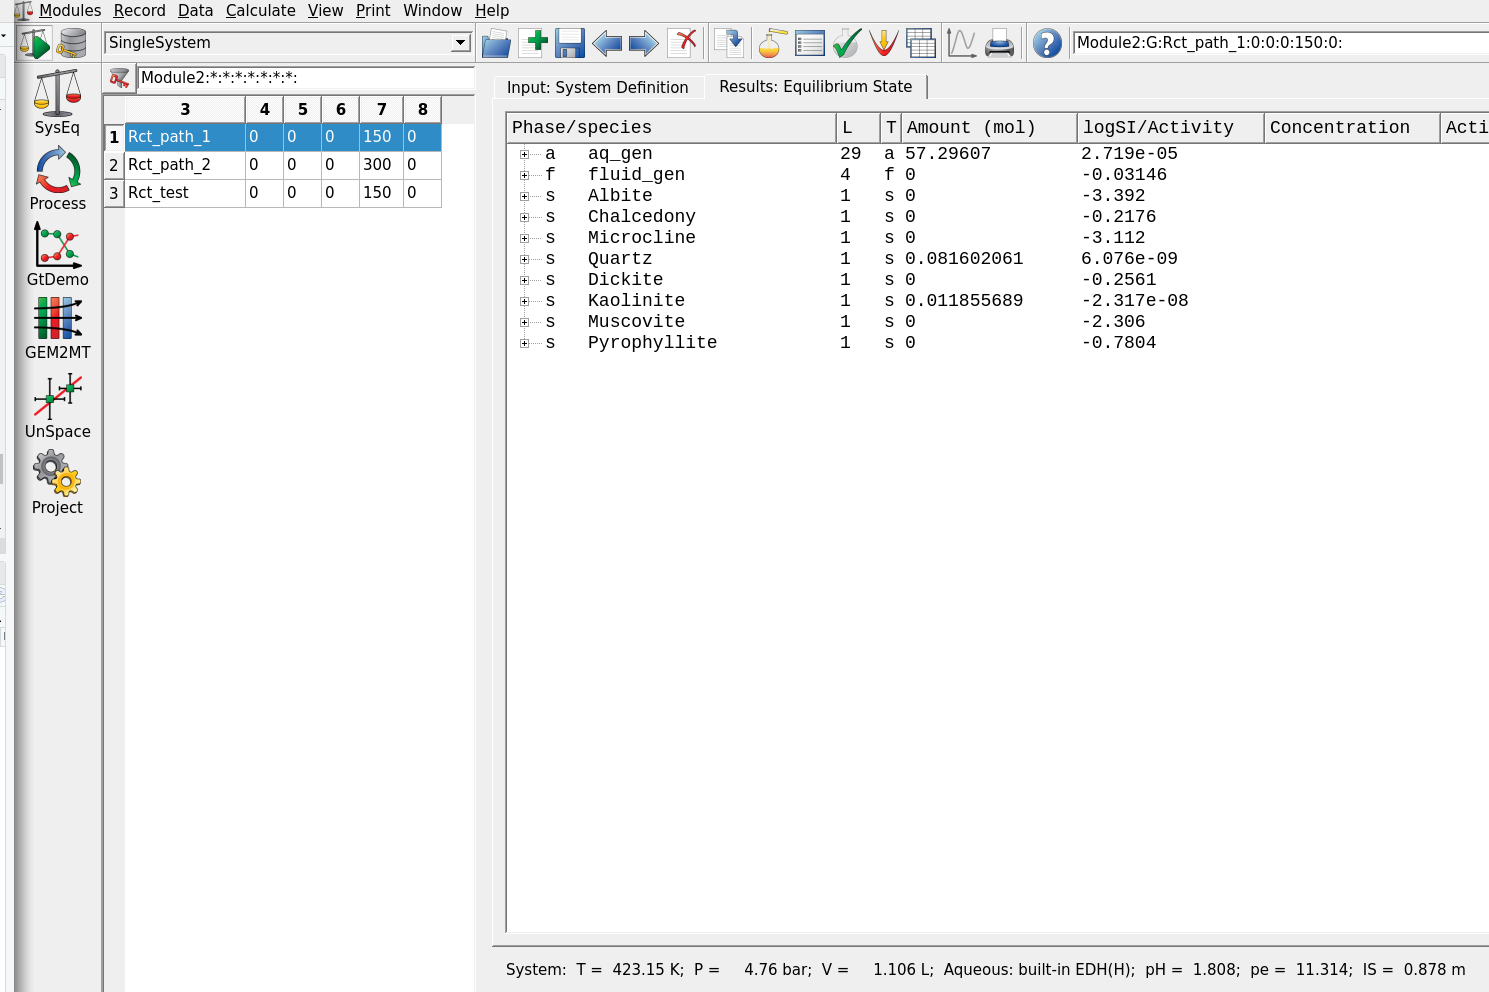 Modules Record Data Calculate View Print Window Help
SingleSystem
Module2:G:Rct_path_1:0:0:0:150:0:
Module2:*:*:*:*:*:*:*:
SysEq
Process
GtDemo
GEM2MT
UnSpace
Project
3 4 5 6 7 8
1 Rct_path_1 0 0 0 150 0
2 Rct_path_2 0 0 0 300 0
3 Rct_test 0 0 0 150 0
Input: System Definition Results: Equilibrium State
Phase/species L T Amount (mol) logSI/Activity Concentration Acti
a aq_gen 29 a 57.29607 2.719e-05
f fluid_gen 4 f 0 -0.03146
s Albite 1 s 0 -3.392
s Chalcedony 1 s 0 -0.2176
s Microcline 1 s 0 -3.112
s Quartz 1 s 0.081602061 6.076e-09
s Dickite 1 s 0 -0.2561
s Kaolinite 1 s 0.011855689 -2.317e-08
s Muscovite 1 s 0 -2.306
s Pyrophyllite 1 s 0 -0.7804
System: T = 423.15 K; P = 4.76 bar; V = 1.106 L; Aqueous: built-in EDH(H); pH = 1.808; pe = 11.314; IS = 0.878 m